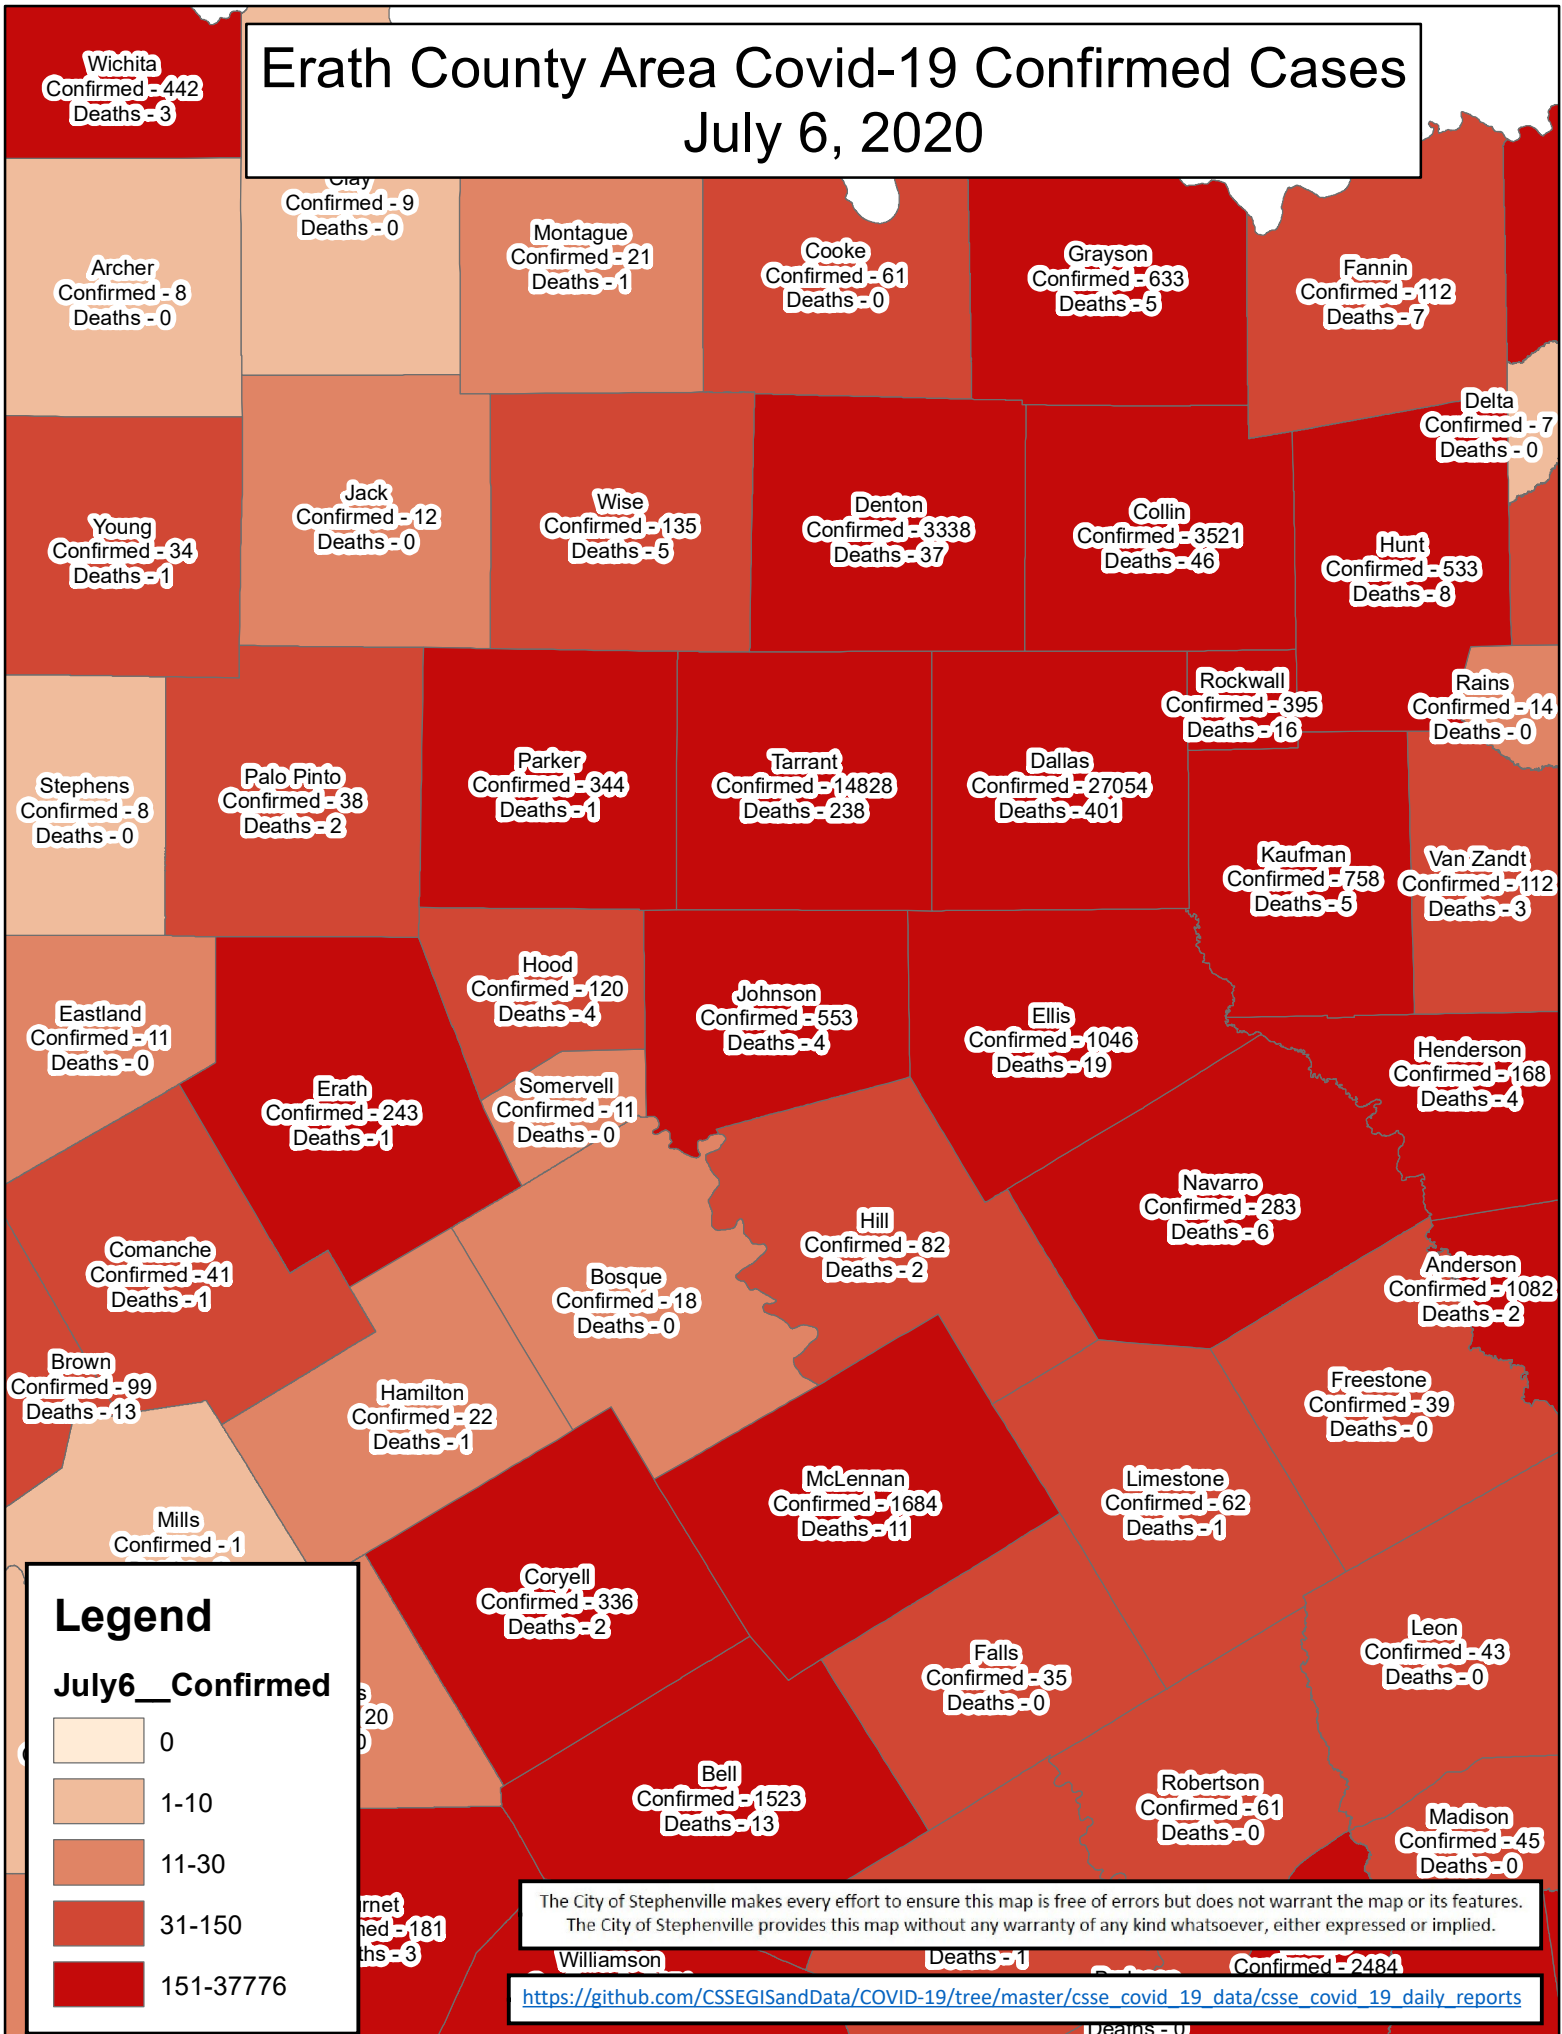 Erath County Area Covid-19 Confirmed Cases
July 6, 2020
Wichita
Confirmed - 442
Deaths - 3
Clay
Confirmed - 9
Deaths - 0
Archer
Confirmed - 8
Deaths - 0
Montague
Confirmed - 21
Deaths - 1
Cooke
Confirmed - 61
Deaths - 0
Grayson
Confirmed - 633
Deaths - 5
Fannin
Confirmed - 112
Deaths - 7
Delta
Confirmed - 7
Deaths - 0
Young
Confirmed - 34
Deaths - 1
Jack
Confirmed - 12
Deaths - 0
Wise
Confirmed - 135
Deaths - 5
Denton
Confirmed - 3338
Deaths - 37
Collin
Confirmed - 3521
Deaths - 46
Hunt
Confirmed - 533
Deaths - 8
Rockwall
Confirmed - 395
Deaths - 16
Rains
Confirmed - 14
Deaths - 0
Stephens
Confirmed - 8
Deaths - 0
Palo Pinto
Confirmed - 38
Deaths - 2
Parker
Confirmed - 344
Deaths - 1
Tarrant
Confirmed - 14828
Deaths - 238
Dallas
Confirmed - 27054
Deaths - 401
Kaufman
Confirmed - 758
Deaths - 5
Van Zandt
Confirmed - 112
Deaths - 3
Eastland
Confirmed - 11
Deaths - 0
Hood
Confirmed - 120
Deaths - 4
Johnson
Confirmed - 553
Deaths - 4
Ellis
Confirmed - 1046
Deaths - 19
Henderson
Confirmed - 168
Deaths - 4
Erath
Confirmed - 243
Deaths - 1
Somervell
Confirmed - 11
Deaths - 0
Navarro
Confirmed - 283
Deaths - 6
Comanche
Confirmed - 41
Deaths - 1
Bosque
Confirmed - 18
Deaths - 0
Hill
Confirmed - 82
Deaths - 2
Anderson
Confirmed - 1082
Deaths - 2
Brown
Confirmed - 99
Deaths - 13
Hamilton
Confirmed - 22
Deaths - 1
Freestone
Confirmed - 39
Deaths - 0
McLennan
Confirmed - 1684
Deaths - 11
Limestone
Confirmed - 62
Deaths - 1
Mills
Confirmed - 1
Coryell
Confirmed - 336
Deaths - 2
Falls
Confirmed - 35
Deaths - 0
Leon
Confirmed - 43
Deaths - 0
s
20
0
Bell
Confirmed - 1523
Deaths - 13
Robertson
Confirmed - 61
Deaths - 0
Madison
Confirmed - 45
Deaths - 0
rnet
ned - 181
ths - 3
Williamson
Deaths - 1
Confirmed - 2484
Deaths - 0
Legend
July6__Confirmed
0
1-10
11-30
31-150
151-37776
The City of Stephenville makes every effort to ensure this map is free of errors but does not warrant the map or its features.
The City of Stephenville provides this map without any warranty of any kind whatsoever, either expressed or implied.
https://github.com/CSSEGISandData/COVID-19/tree/master/csse_covid_19_data/csse_covid_19_daily_reports